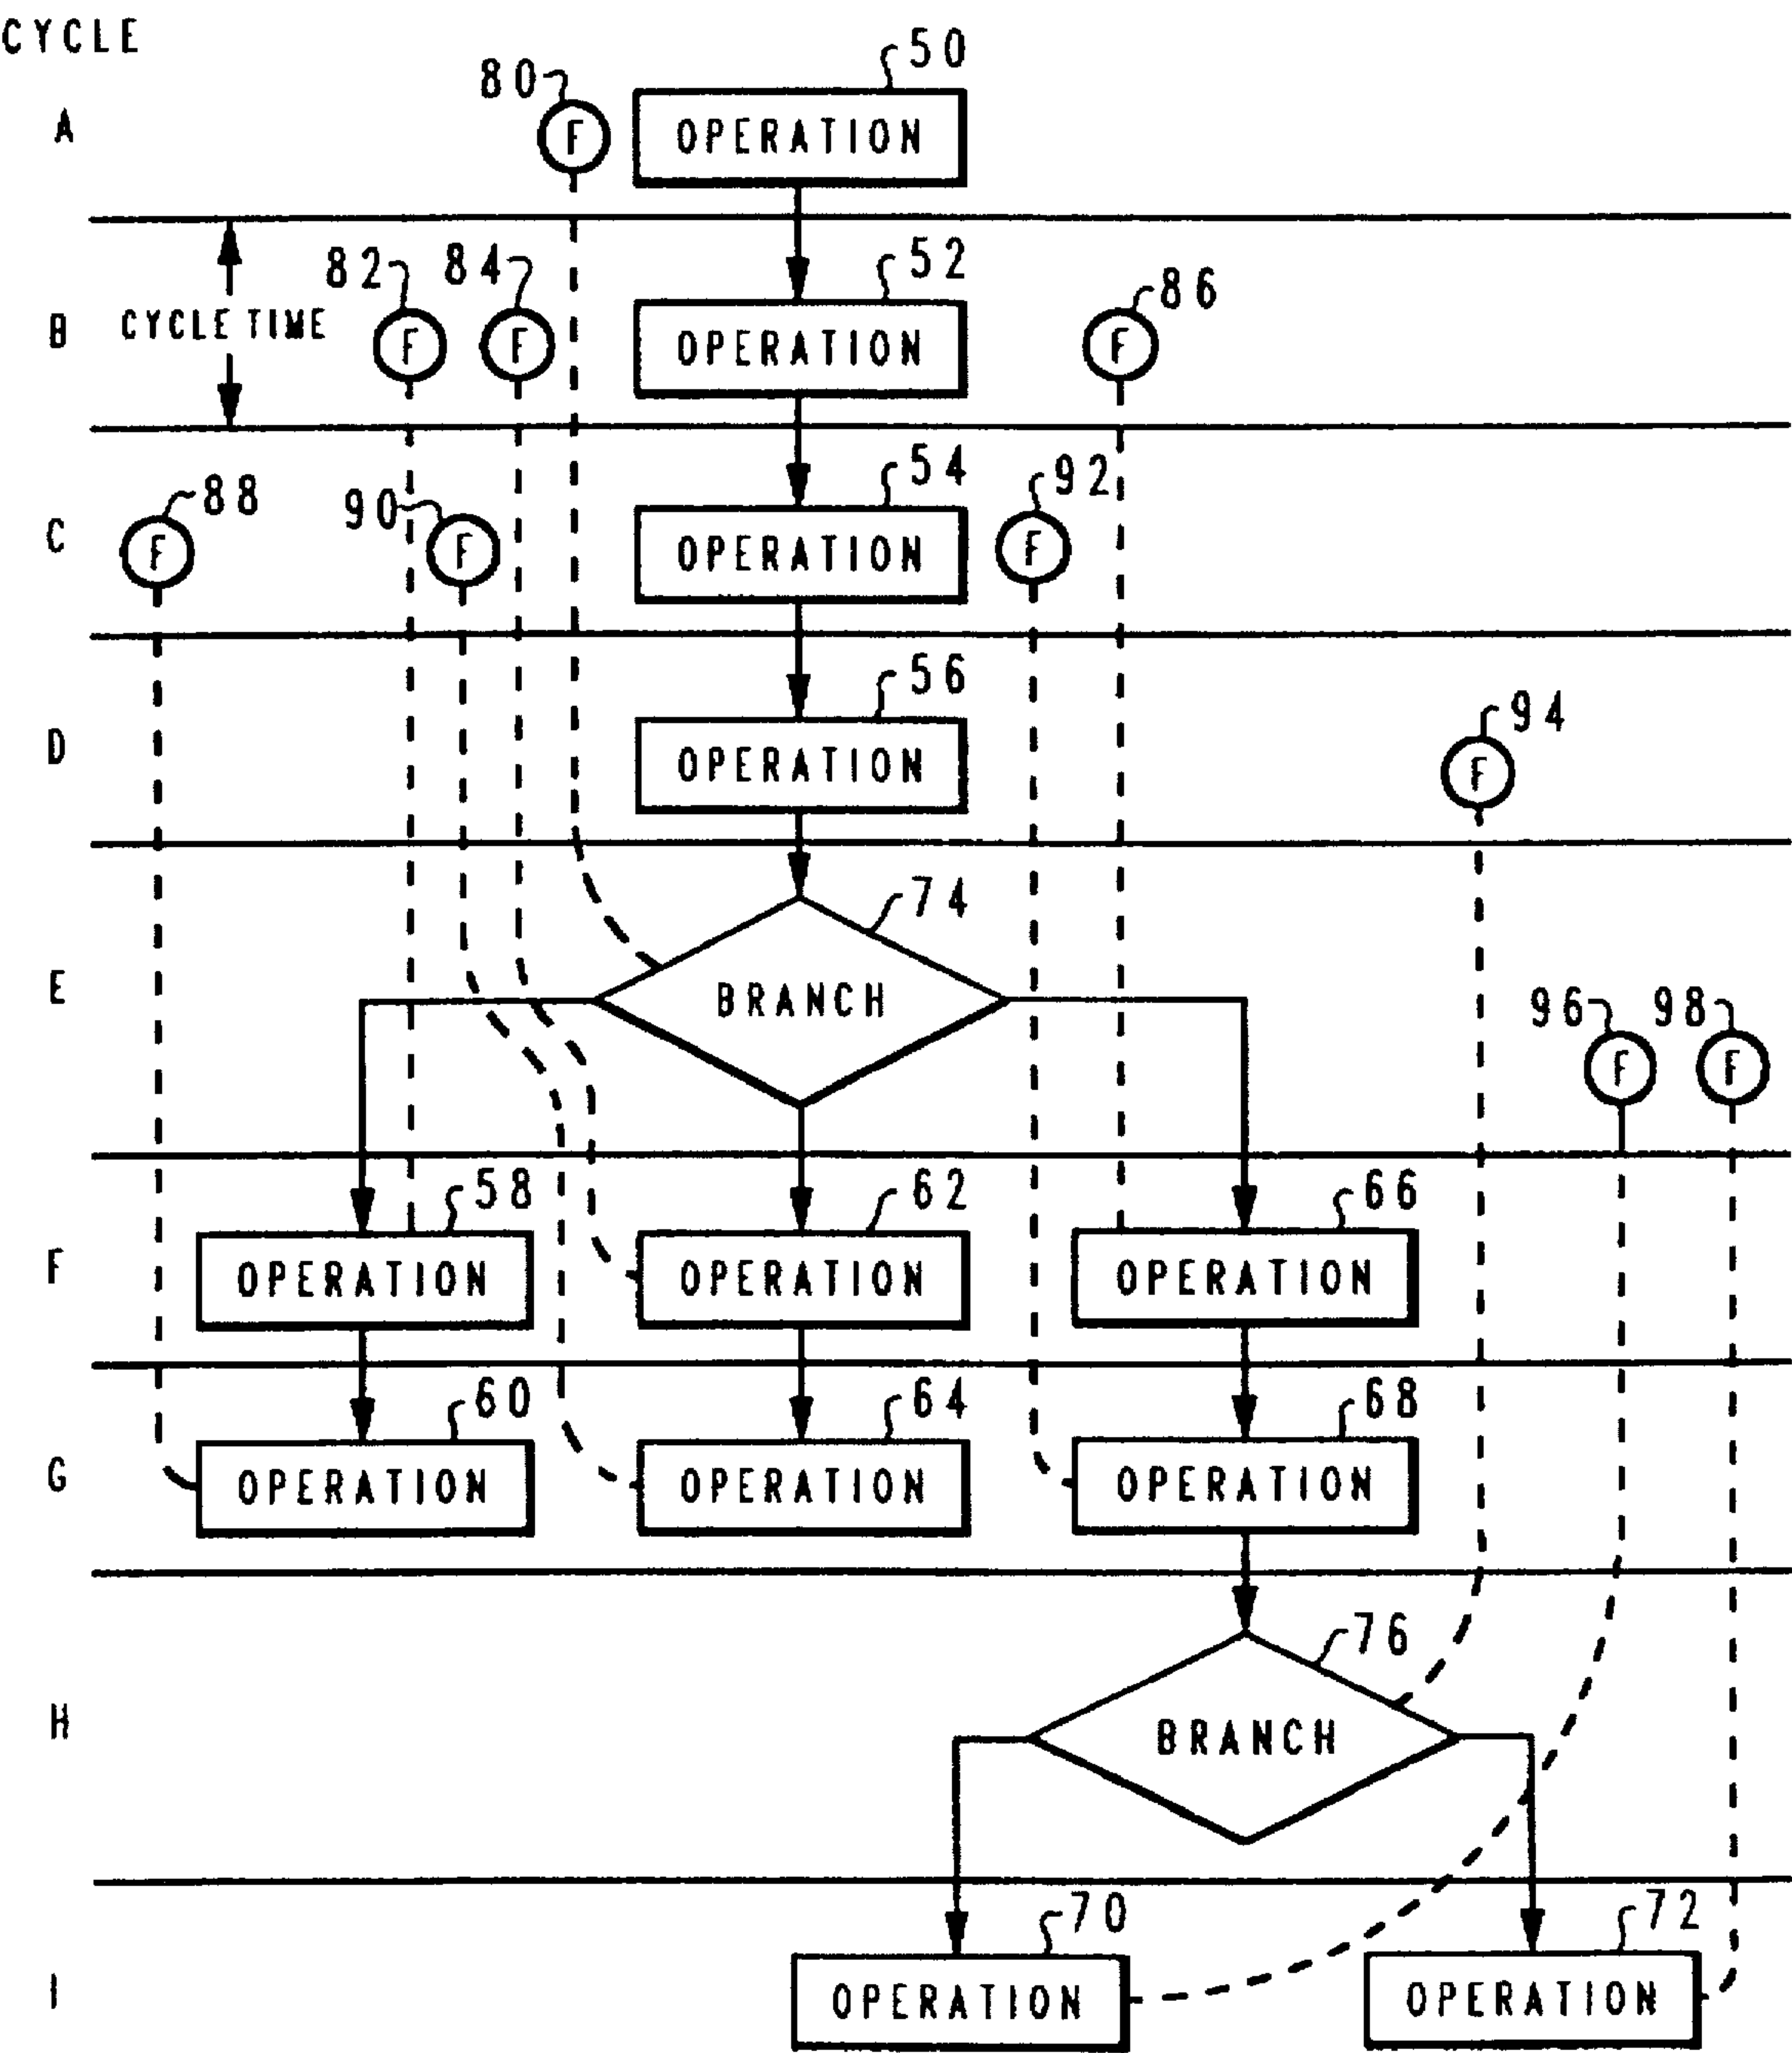 CYCLE
50
80
A
F
OPERATION
82
84
52
86
B
CYCLE TIME
F
F
OPERATION
F
88
90
54
92
C
F
F
OPERATION
F
56
94
D
OPERATION
F
74
E
BRANCH
96
98
F
F
58
62
66
F
OPERATION
OPERATION
OPERATION
60
64
68
G
OPERATION
OPERATION
OPERATION
76
H
BRANCH
70
72
I
OPERATION
OPERATION